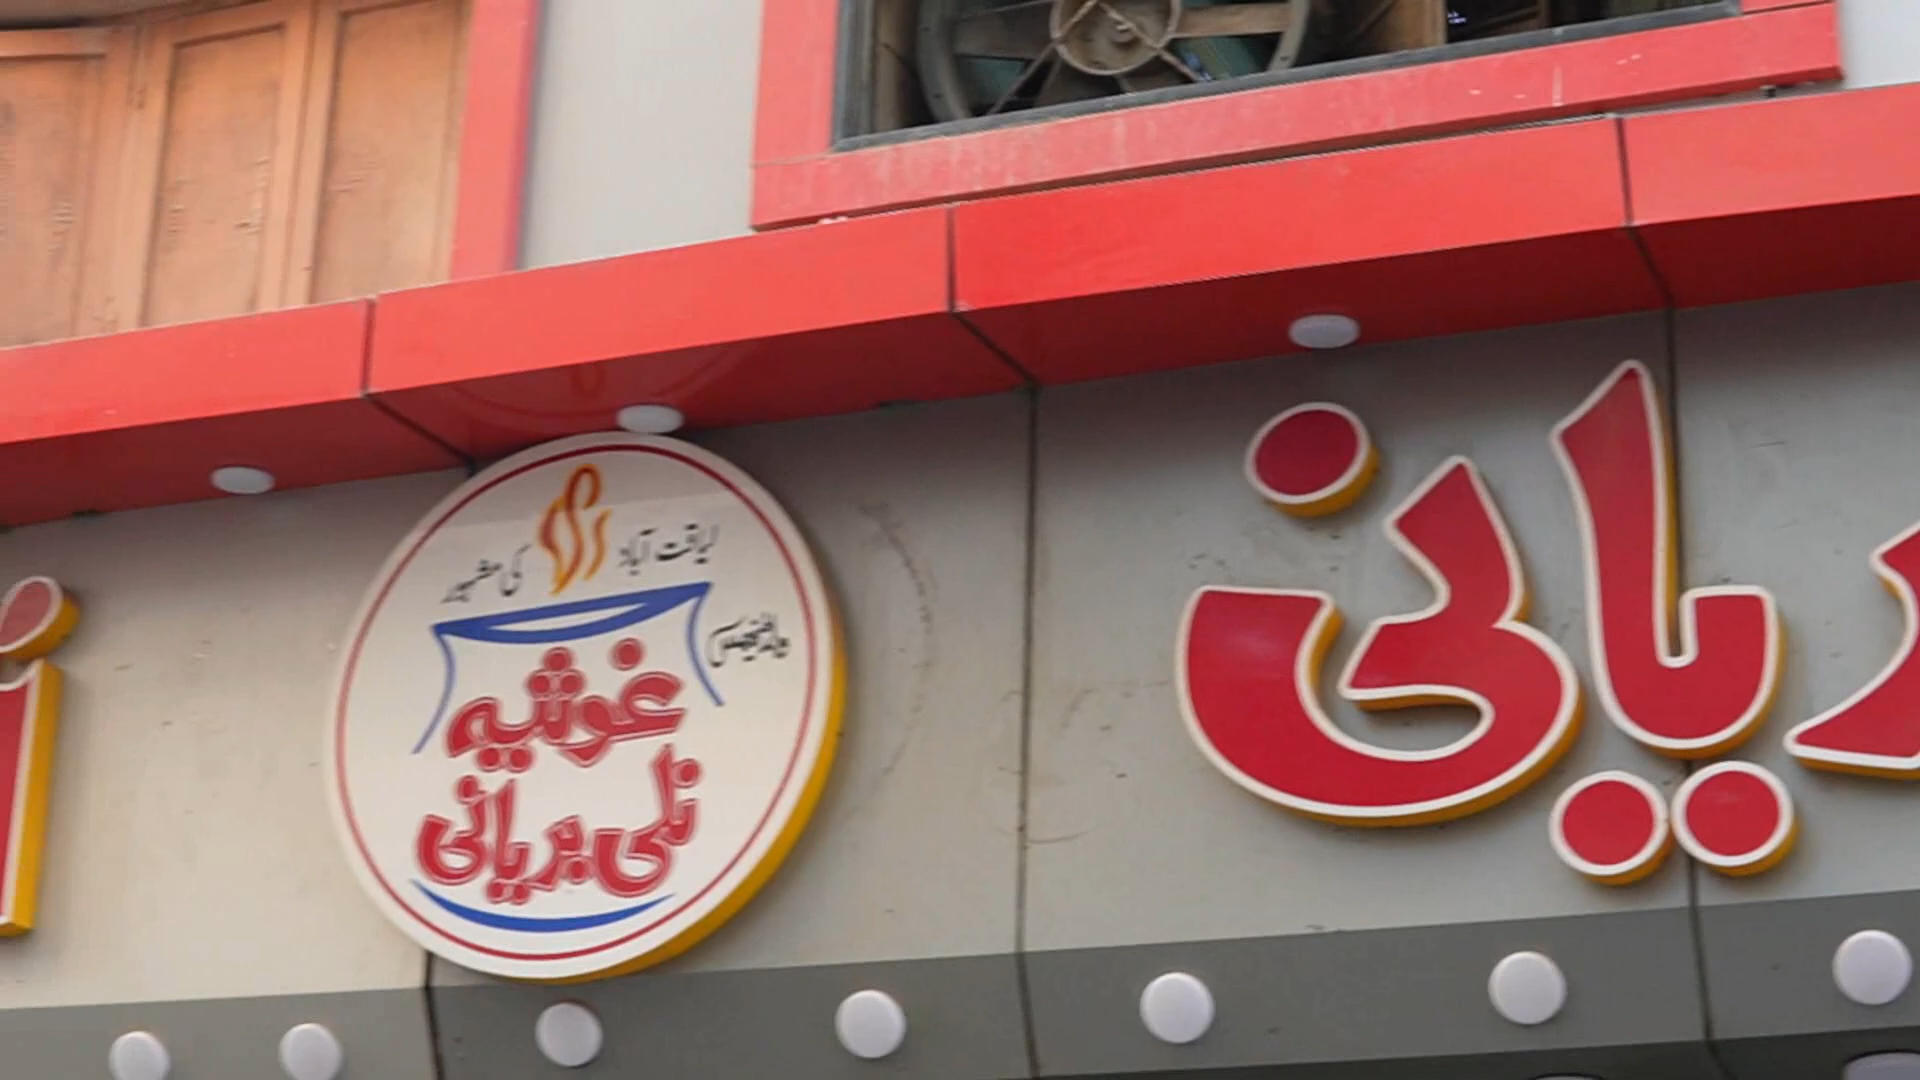 ریانی
لیاقت آباد کی مشہور
غوثیہ
نلی بریانی